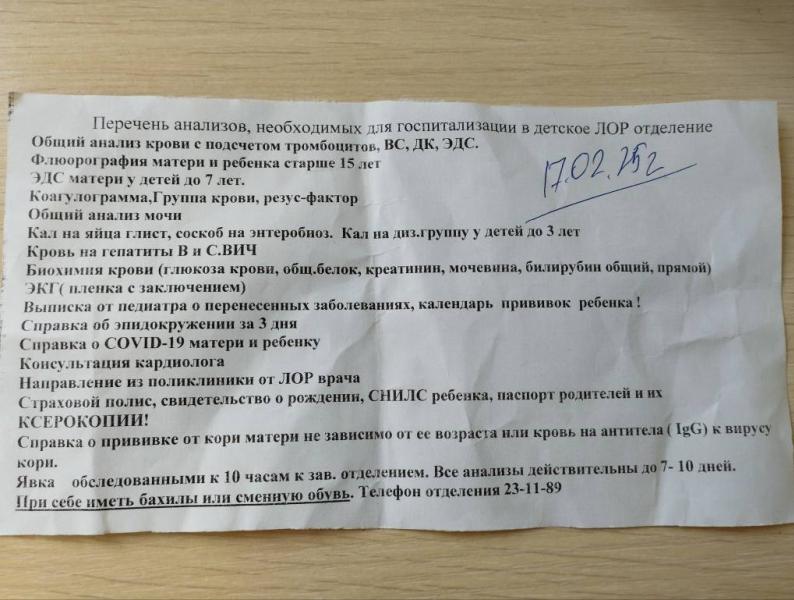 Перечень анализов, необходимых для госпитализации в детское ЛОР отделение
Общий анализ крови с подсчетом тромбоцитов, ВС, ДК, ЭДС.
Флюорография матери и ребенка старше 15 лет
17.02.25г
ЭДС матери у детей до 7 лет.
Коагулограмма,Группа крови, резус-фактор
Общий анализ мочи
Кал на яйца глист, соскоб на энтеробиоз. Кал на диз.группу у детей до 3 лет
Кровь на гепатиты В и С.ВИЧ
Биохимия крови (глюкоза крови, общ.белок, креатинин, мочевина, билирубин общий, прямой)
ЭКГ( пленка с заключением)
Выписка от педиатра о перенесенных заболеваниях, календарь прививок ребенка !
Справка об эпидокружении за 3 дня
Справка о COVID-19 матери и ребенку
Консультация кардиолога
Направление из поликлиники от ЛОР врача
Страховой полис, свидетельство о рождении, СНИЛС ребенка, паспорт родителей и их
КСЕРОКОПИИ!
Справка о прививке от кори матери не зависимо от ее возраста или кровь на антитела ( IgG) к вирусу
кори.
Явка обследованными к 10 часам к зав. отделением. Все анализы действительны до 7- 10 дней.
При себе иметь бахилы или сменную обувь. Телефон отделения 23-11-89